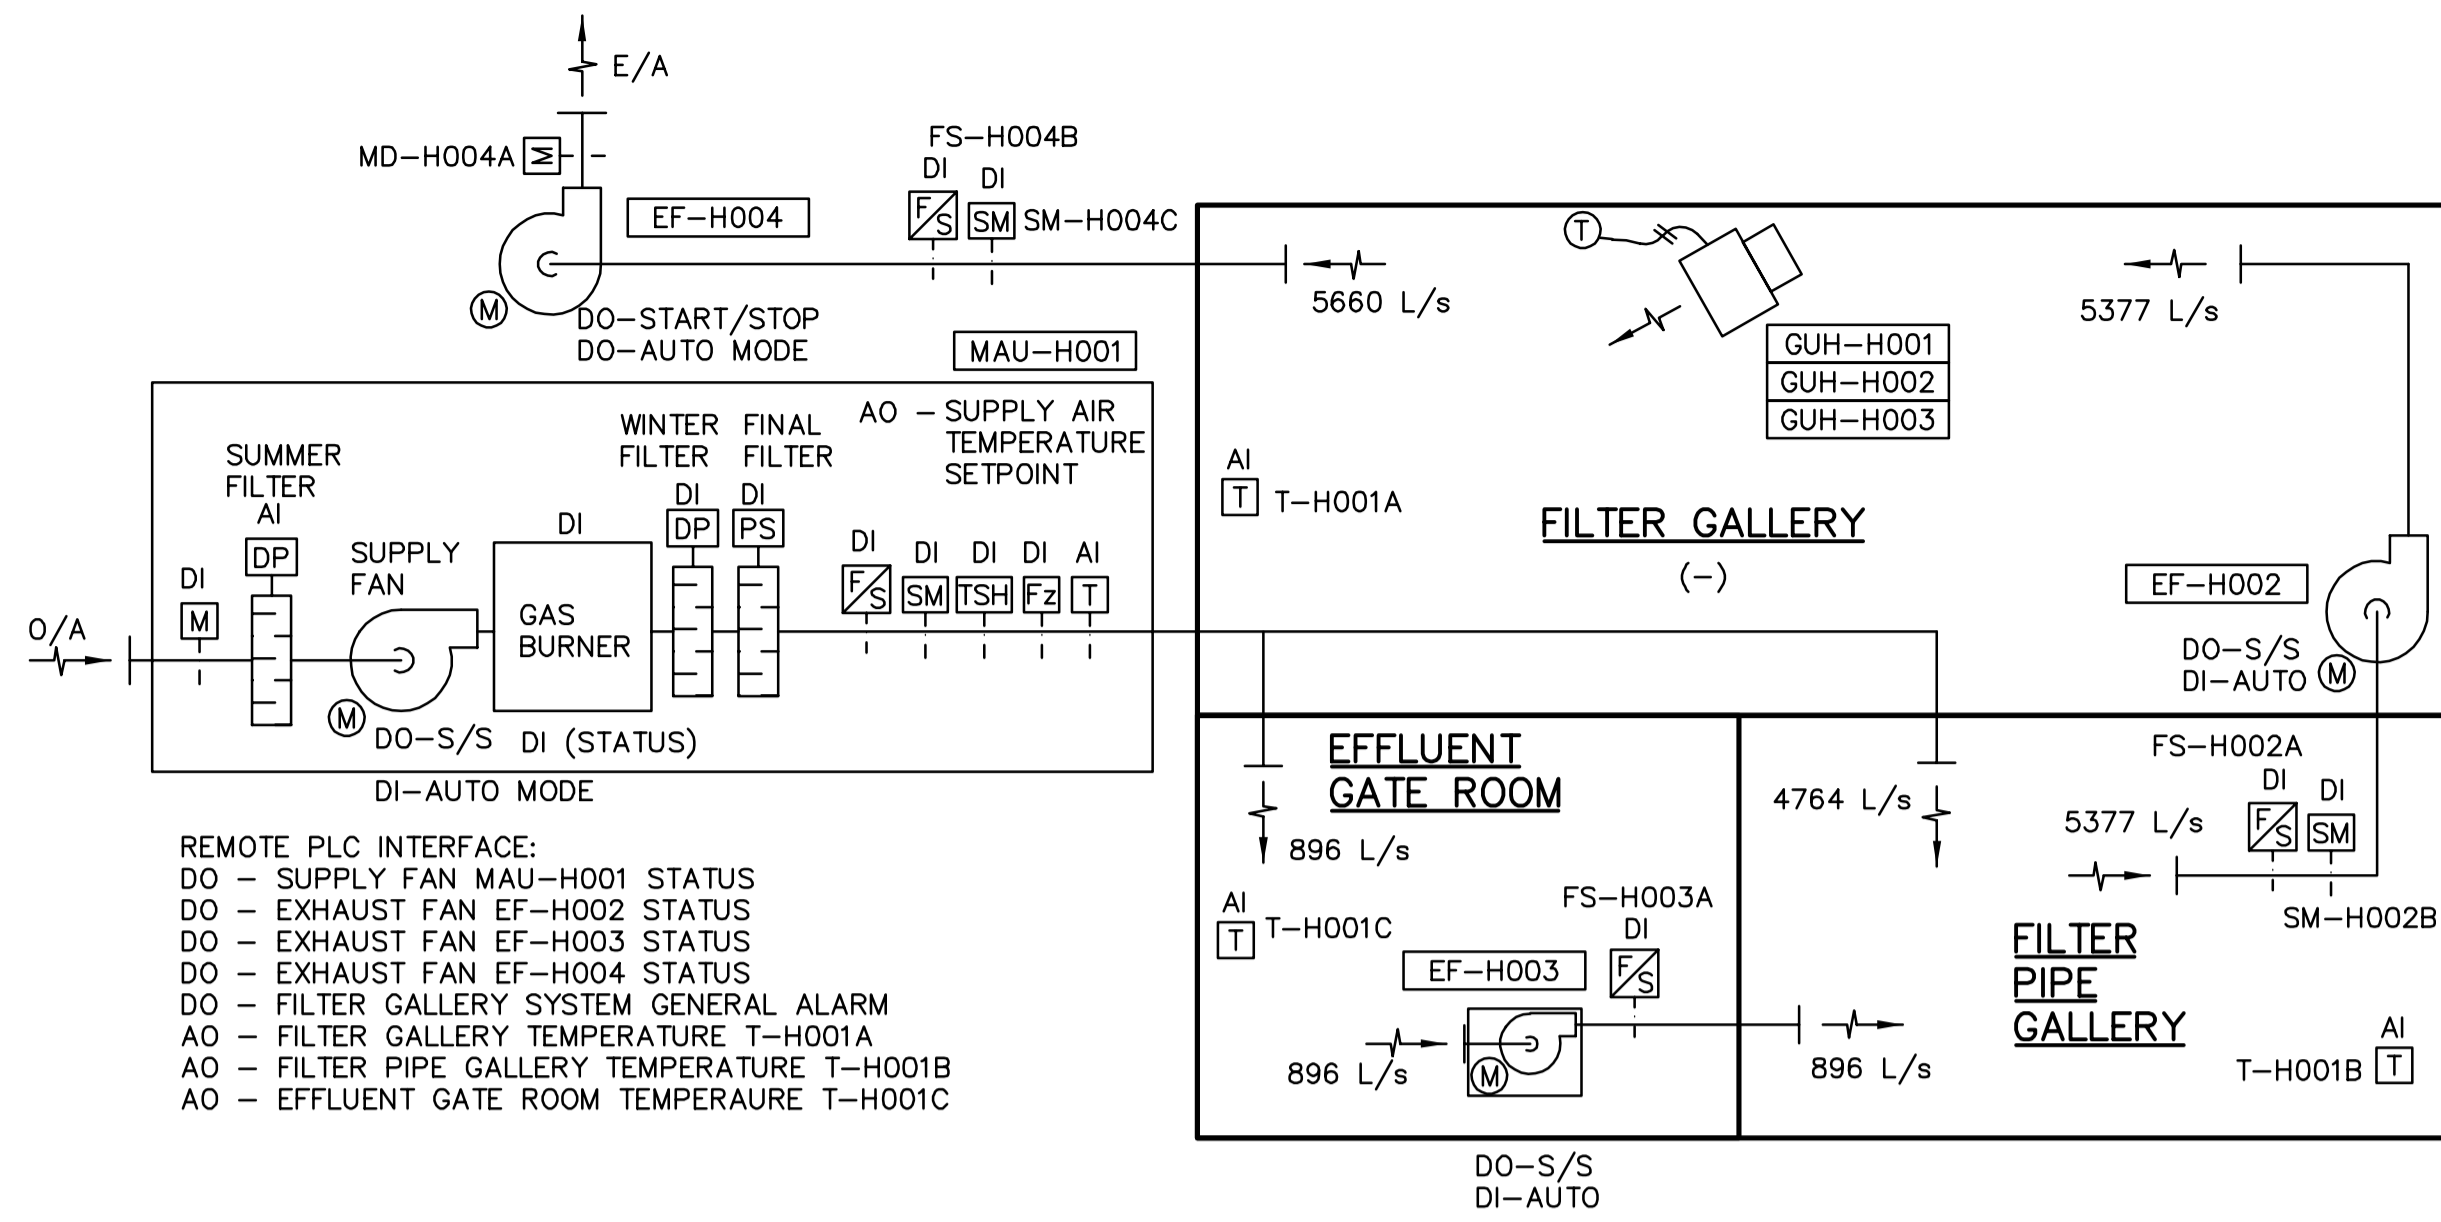 E/A
MD-H004A
M
EF-H004
M
DO-START/STOP
DO-AUTO MODE
FS-H004B
DI
F/S
DI
SM
SM-H004C
5660 L/s
T
GUH-H001
GUH-H002
GUH-H003
5377 L/s
MAU-H001
AO - SUPPLY AIR
TEMPERATURE
SETPOINT
SUMMER
FILTER
AI
DP
DI
M
O/A
SUPPLY
FAN
M
DO-S/S
DI
GAS
BURNER
DI (STATUS)
WINTER
FILTER
DI
DP
FINAL
FILTER
DI
PS
DI
F/S
DI
SM
DI
TSH
DI
Fz
AI
T
DI-AUTO MODE
AI
T
T-H001A
FILTER GALLERY
(-)
EF-H002
DO-S/S
DI-AUTO
M
EFFLUENT
GATE ROOM
896 L/s
AI
T
T-H001C
EF-H003
FS-H003A
DI
F/S
896 L/s
M
896 L/s
DO-S/S
DI-AUTO
4764 L/s
5377 L/s
FS-H002A
DI
F/S
DI
SM
SM-H002B
FILTER
PIPE
GALLERY
AI
T-H001B
T
REMOTE PLC INTERFACE:
DO - SUPPLY FAN MAU-H001 STATUS
DO - EXHAUST FAN EF-H002 STATUS
DO - EXHAUST FAN EF-H003 STATUS
DO - EXHAUST FAN EF-H004 STATUS
DO - FILTER GALLERY SYSTEM GENERAL ALARM
AO - FILTER GALLERY TEMPERATURE T-H001A
AO - FILTER PIPE GALLERY TEMPERATURE T-H001B
AO - EFFLUENT GATE ROOM TEMPERAURE T-H001C